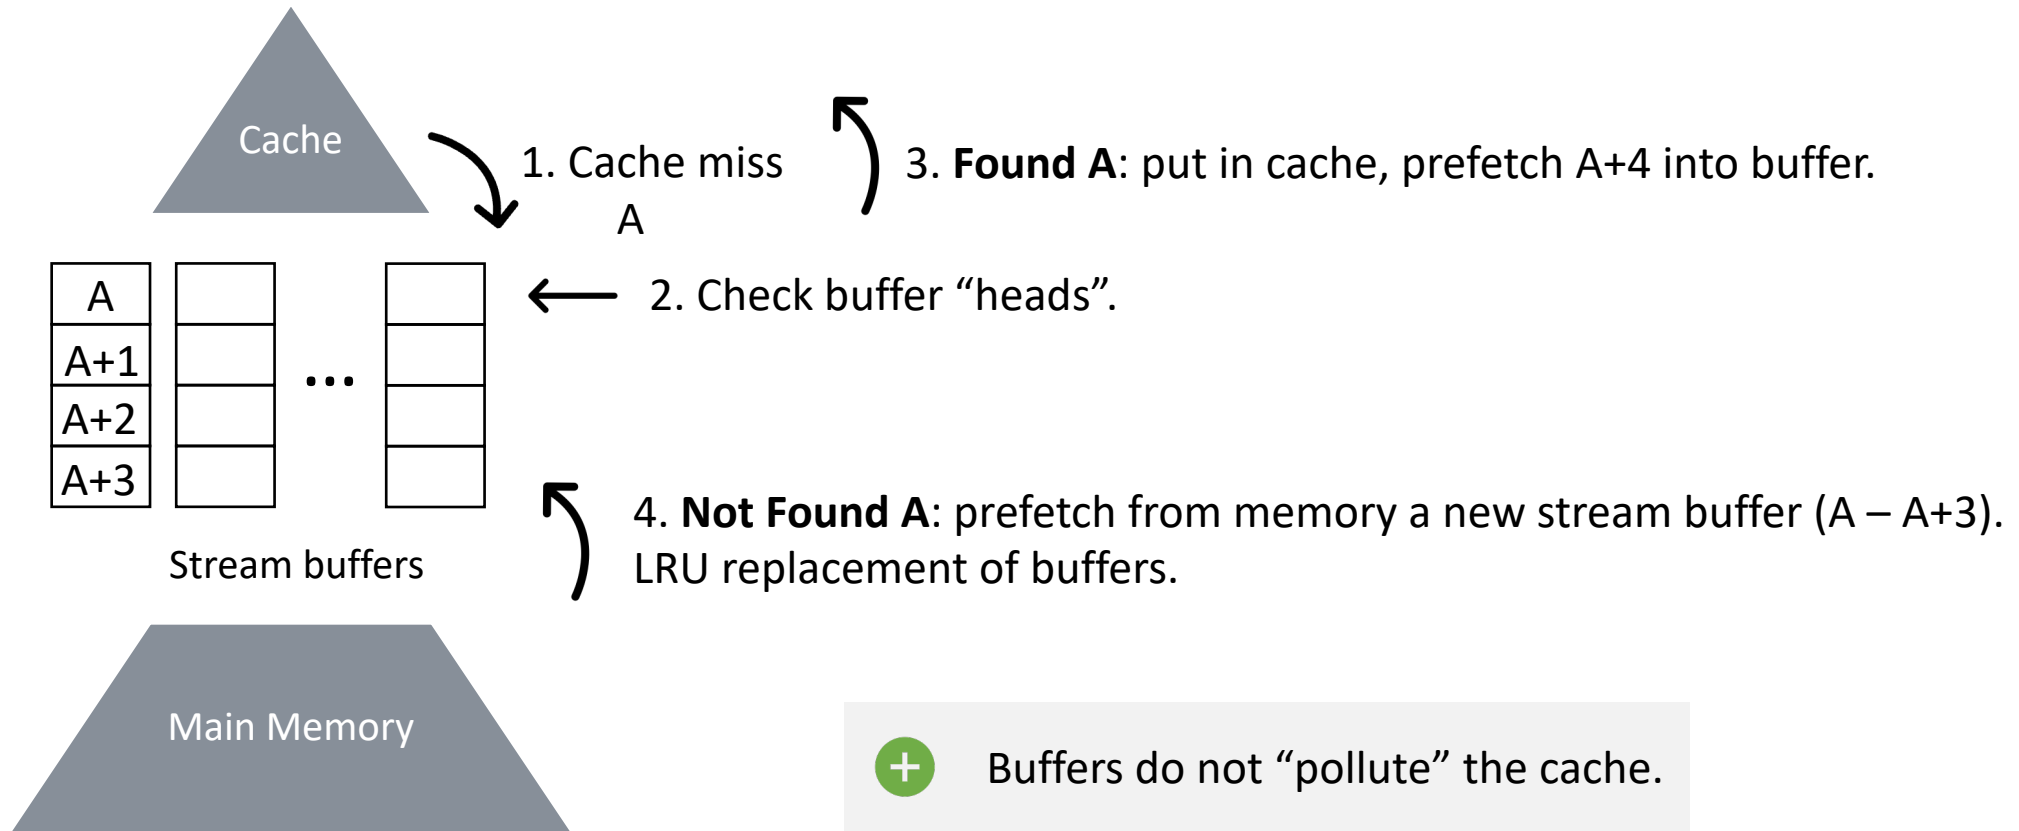 Cache
1. Cache miss
A
3. Found A: put in cache, prefetch A+4 into buffer.
2. Check buffer “heads”.
A
A+1
A+2
A+3
...
Stream buffers
4. Not Found A: prefetch from memory a new stream buffer (A – A+3).
LRU replacement of buffers.
Main Memory
+
Buffers do not “pollute” the cache.